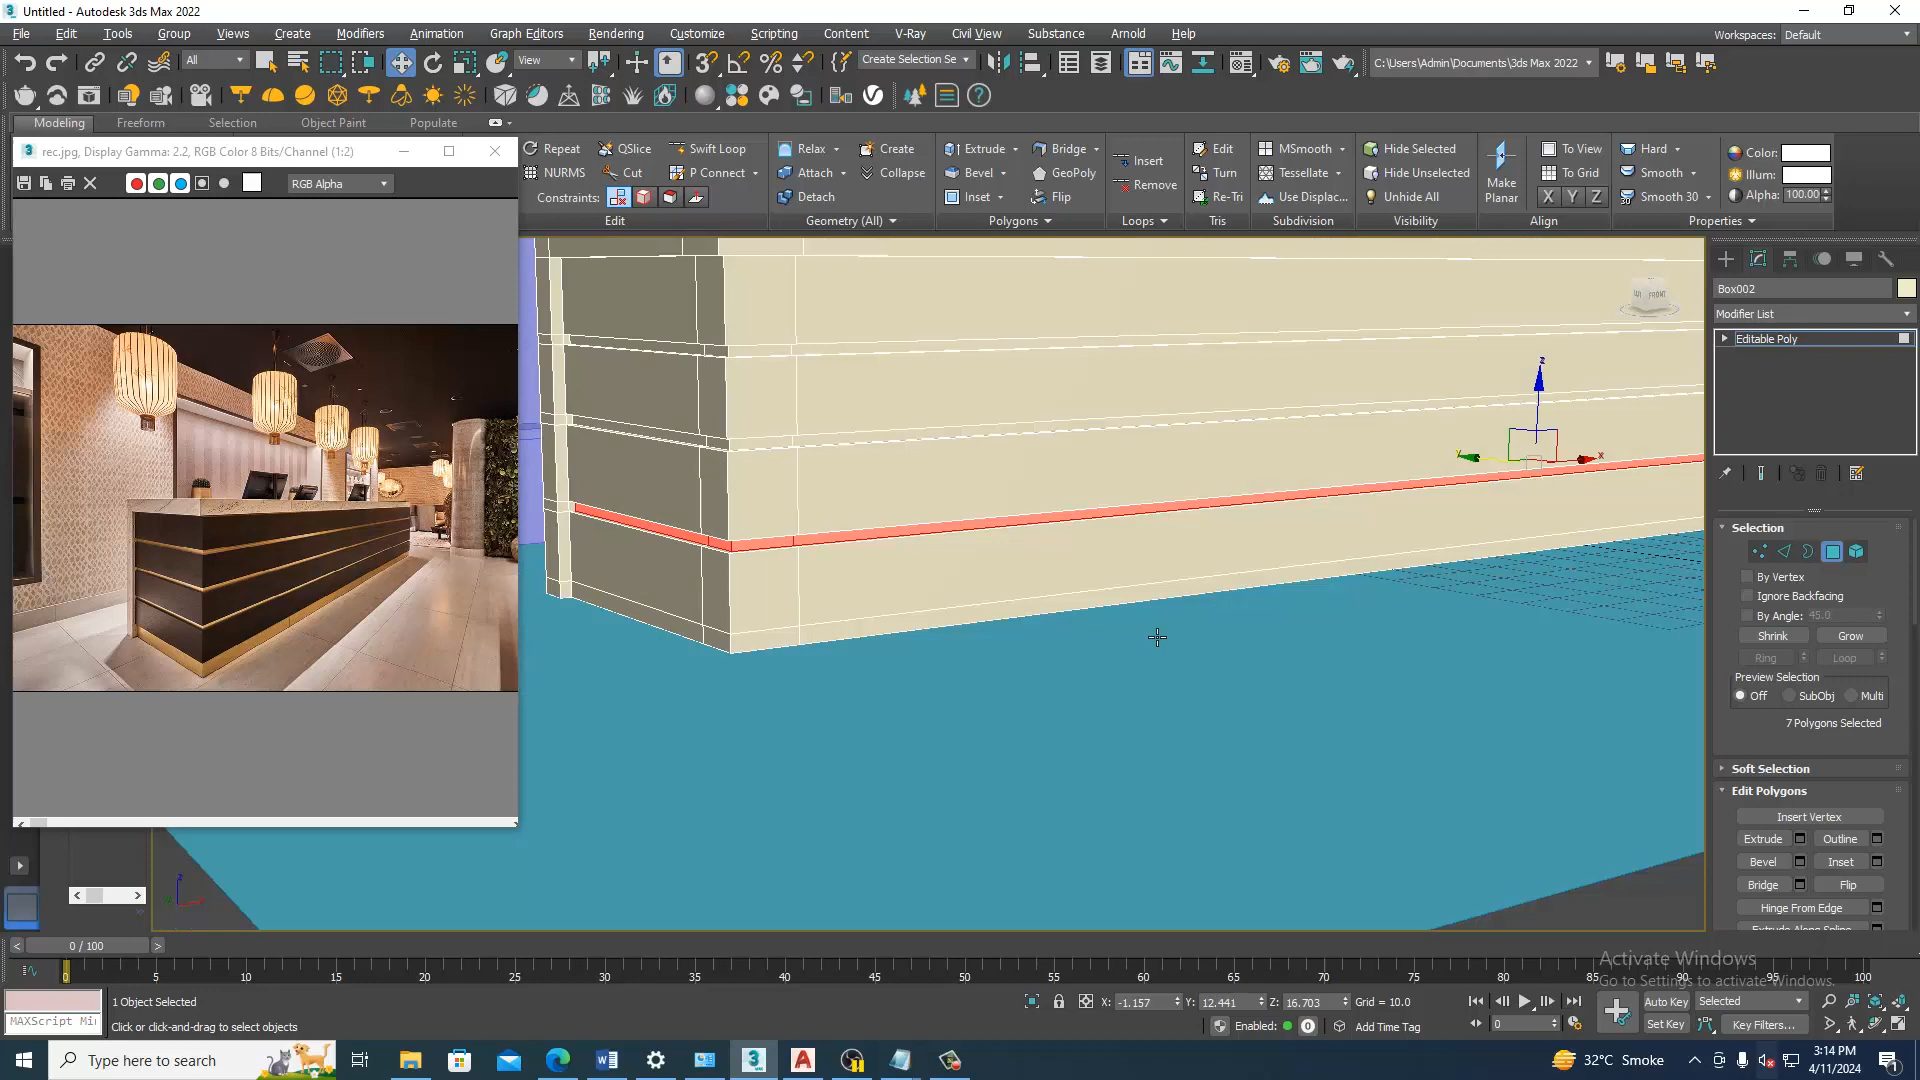 Untitled - Autodesk 3ds Max 2022
File Edit Tools Group Views Create Modifiers Animation Graph Editors Rendering Customize Scripting Content V-Ray Civil View Substance Arnold Help
Workspaces: Default
All View Create Selection Se C:\Users\Admin\Documents\3ds Max 2022
Modeling Freeform Selection Object Paint Populate
rec.jpg, Display Gamma: 2.2, RGB Color 8 Bits/Channel (1:2)
RGB Alpha
Repeat QSlice Swift Loop
NURMS Cut P Connect
Constraints:
Edit
Relax Create
Attach Collapse
Detach
Geometry (All)
Extrude Bridge
Bevel GeoPoly
Inset Flip
Polygons
Insert
Remove
Loops
Edit
Turn
Re-Tri
Tris
MSmooth
Tessellate
Use Displac...
Subdivision
Hide Selected
Hide Unselected
Unhide All
Visibility
Make
Planar
To View
To Grid
X Y Z
Align
Hard
Smooth
Smooth 30
Color:
Illum:
Alpha: 100.00
Properties
FRONT
z
x
Box002
Modifier List
Editable Poly
Selection
By Vertex
Ignore Backfacing
By Angle: 45.0
Shrink Grow
Ring Loop
Preview Selection
Off SubObj Multi
7 Polygons Selected
Soft Selection
Edit Polygons
Insert Vertex
Extrude Outline
Bevel Inset
Bridge Flip
Hinge From Edge
Extrude Along Spline
0 / 100
0 5 10 15 20 25 30 35 40 45 50 55 60 65 70 75 80 85 90 95 100
Activate Windows
Go to Settings to activate Windows.
1 Object Selected
Click or click-and-drag to select objects
MAXScript Mi
X: -1.157 Y: 12.441 Z: 16.703 Grid = 10.0
Enabled: 0 Add Time Tag
0
Auto Key Selected
Set Key Key Filters...
Type here to search
32°C Smoke
3:14 PM
4/11/2024
1